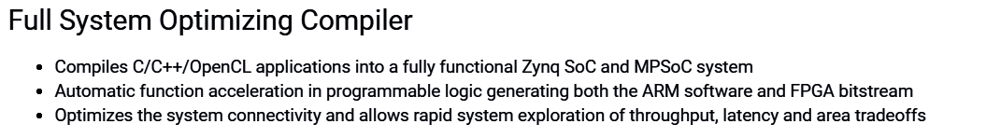 Full System Optimizing Compiler
• Compiles C/C++/OpenCL applications into a fully functional Zynq SoC and MPSoC system
• Automatic function acceleration in programmable logic generating both the ARM software and FPGA bitstream
• Optimizes the system connectivity and allows rapid system exploration of throughput, latency and area tradeoffs